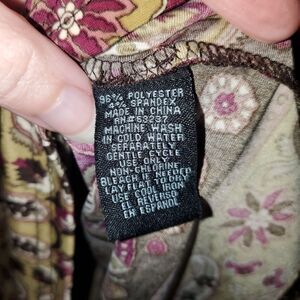 96% POLYESTER
4% SPANDEX
MADE IN CHINA
RN#53237
MACHINE WASH
IN COLD WATER
SEPARATELY
GENTLE CYCLE
USE ONLY
NON-CHLORINE
BLEACH IF NEEDED
LAY FLAT TO DRY
USE COOL IRON
EL REVERSO
EN ESPANOL